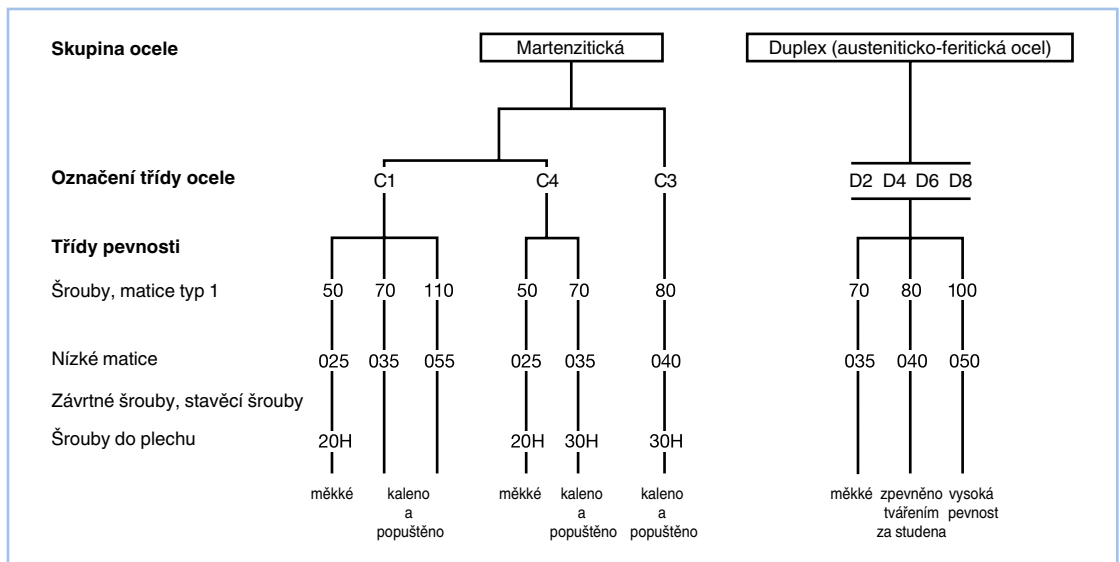 Skupina ocele Martenzitická Duplex (austeniticko-feritická ocel)
Označení třídy ocele C1 C4 C3 D2 D4 D6 D8
Třídy pevnosti
Šrouby, matice typ 1 50 70 110 50 70 80 70 80 100
Nízké matice 025 035 055 025 035 040 035 040 050
Závrtné šrouby, stavěcí šrouby
Šrouby do plechu 20H 20H 30H 30H
měkké kaleno měkké kaleno kaleno měkké zpevněno vysoká
a a a tvářením pevnost
popuštěno popuštěno popuštěno za studena